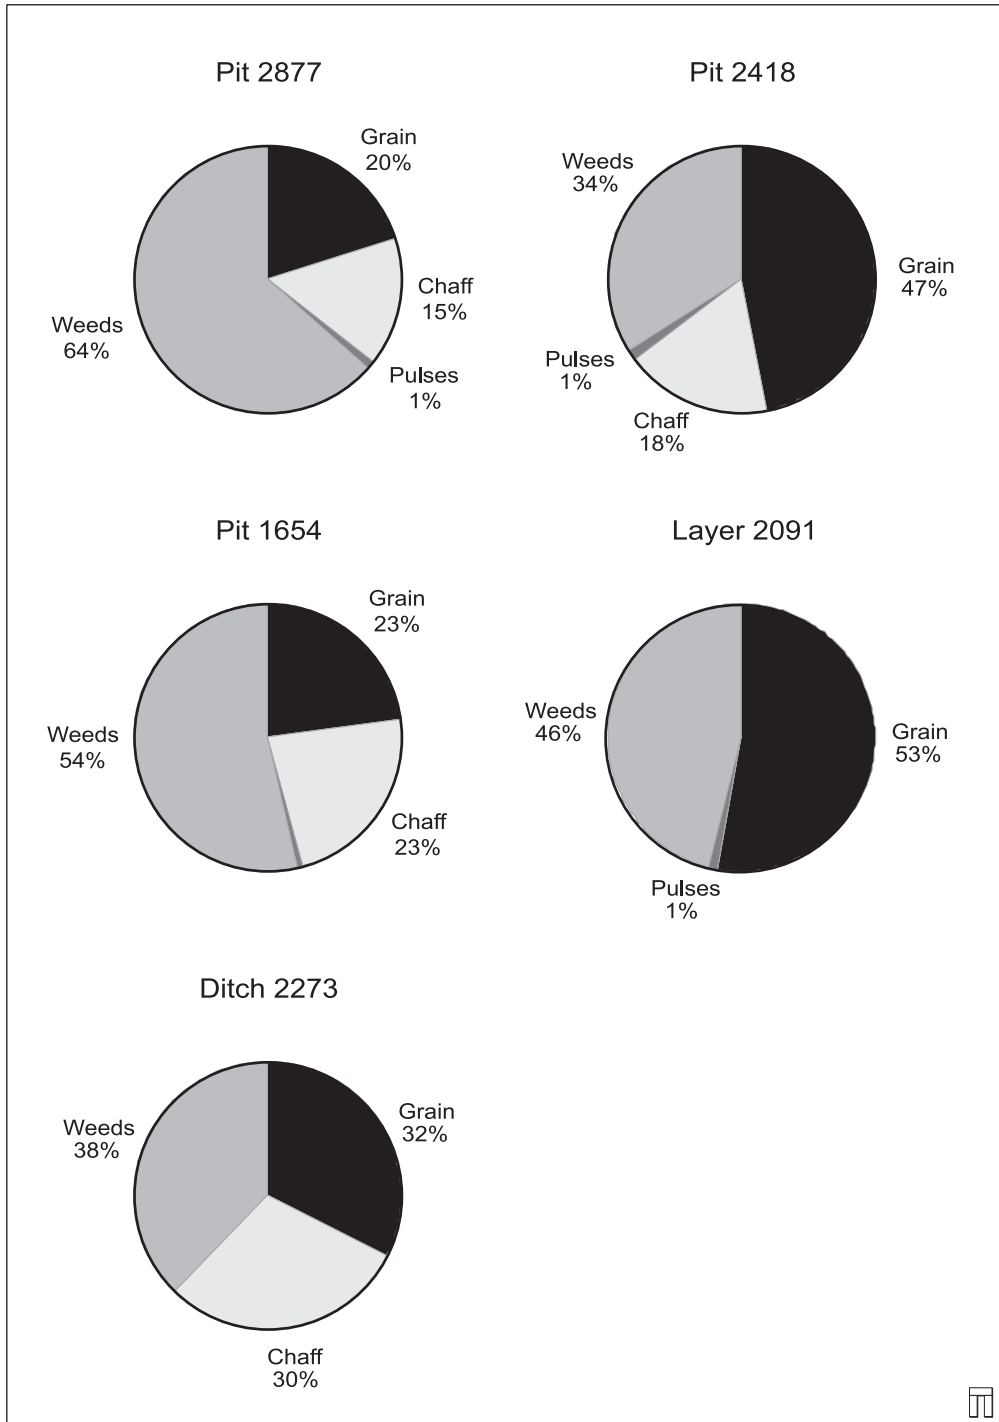 Pit 2877
Grain
20%
Chaff
15%
Pulses
1%
Weeds
64%
Pit 2418
Weeds
34%
Grain
47%
Pulses
1%
Chaff
18%
Pit 1654
Grain
23%
Weeds
54%
Chaff
23%
Layer 2091
Weeds
46%
Grain
53%
Pulses
1%
Ditch 2273
Weeds
38%
Grain
32%
Chaff
30%